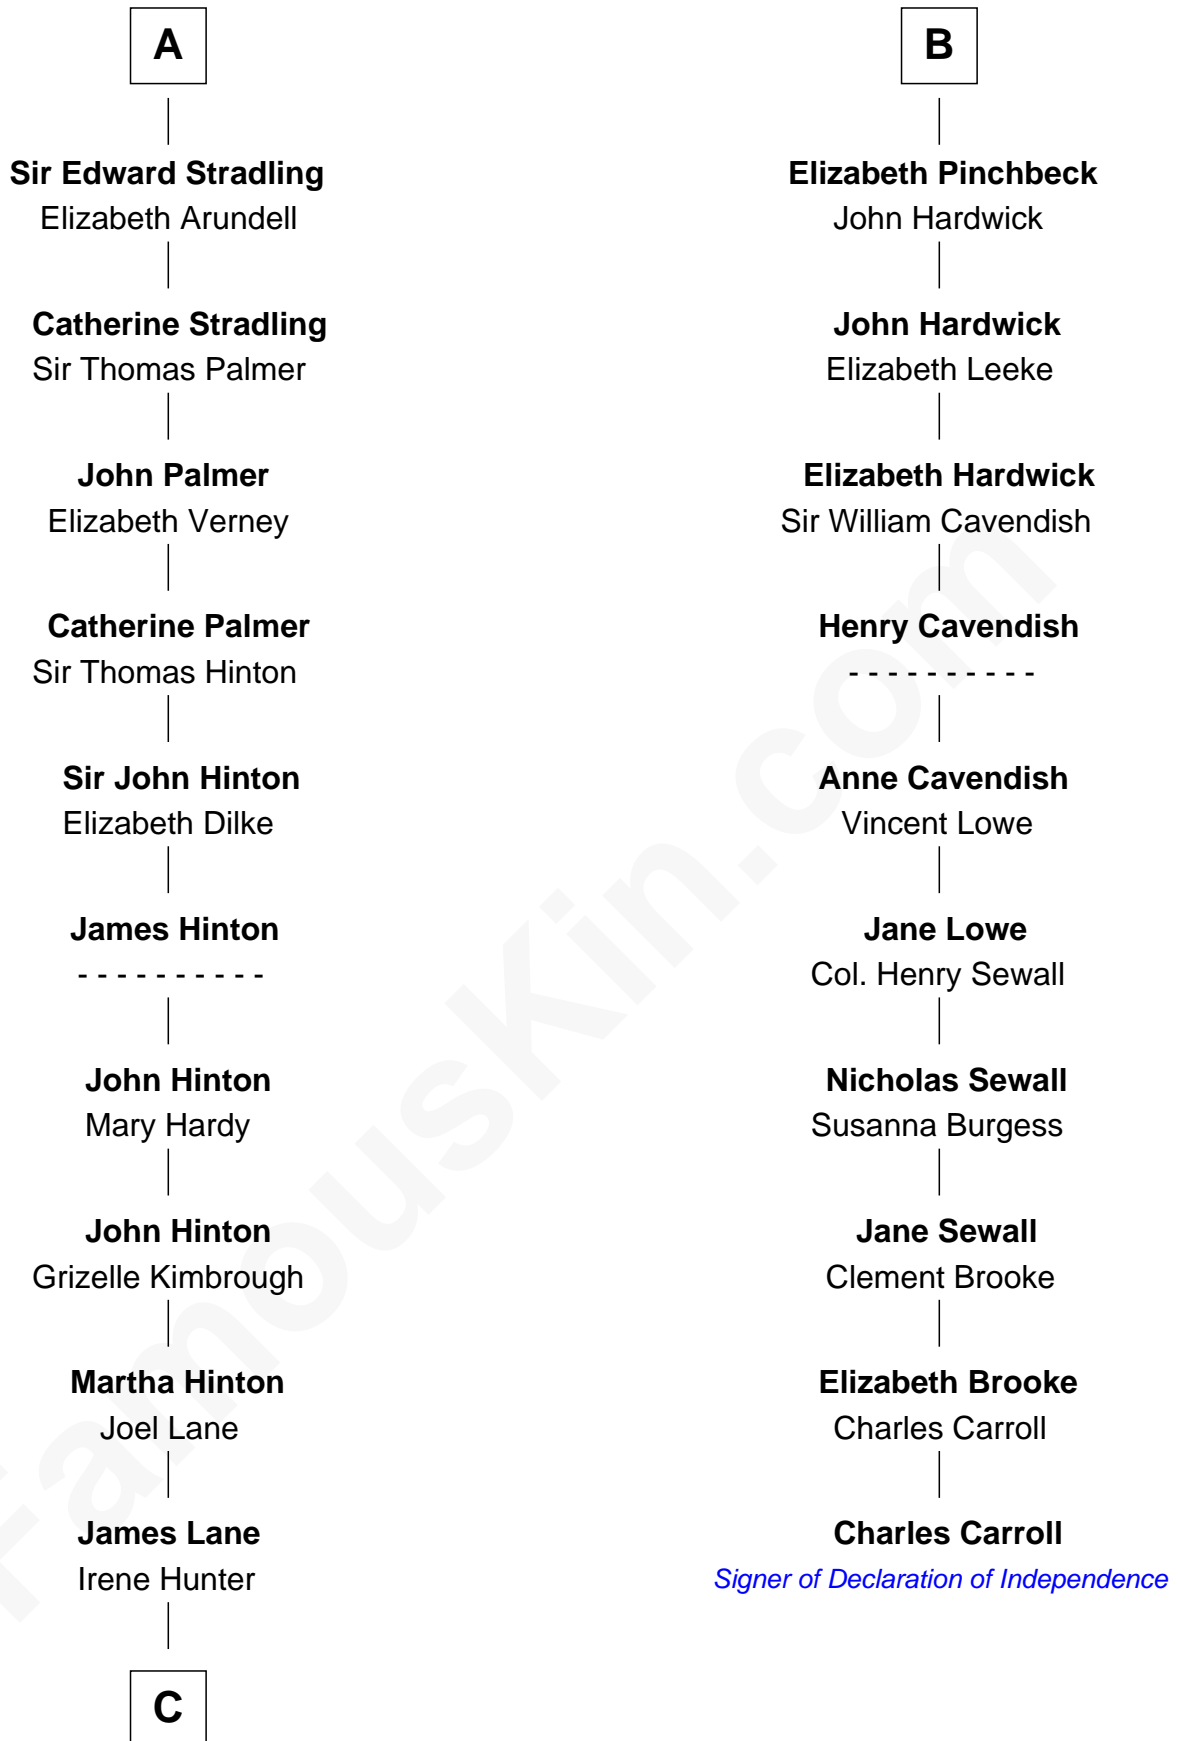 A
Sir Edward Stradling
Elizabeth Arundell
Catherine Stradling
Sir Thomas Palmer
John Palmer
Elizabeth Verney
Catherine Palmer
Sir Thomas Hinton
Sir John Hinton
Elizabeth Dilke
James Hinton
- - - - - - - - - -
John Hinton
Mary Hardy
John Hinton
Grizelle Kimbrough
Martha Hinton
Joel Lane
James Lane
Irene Hunter
C
B
Elizabeth Pinchbeck
John Hardwick
John Hardwick
Elizabeth Leeke
Elizabeth Hardwick
Sir William Cavendish
Henry Cavendish
- - - - - - - - - -
Anne Cavendish
Vincent Lowe
Jane Lowe
Col. Henry Sewall
Nicholas Sewall
Susanna Burgess
Jane Sewall
Clement Brooke
Elizabeth Brooke
Charles Carroll
Charles Carroll
Signer of Declaration of Independence
FamousKin.com